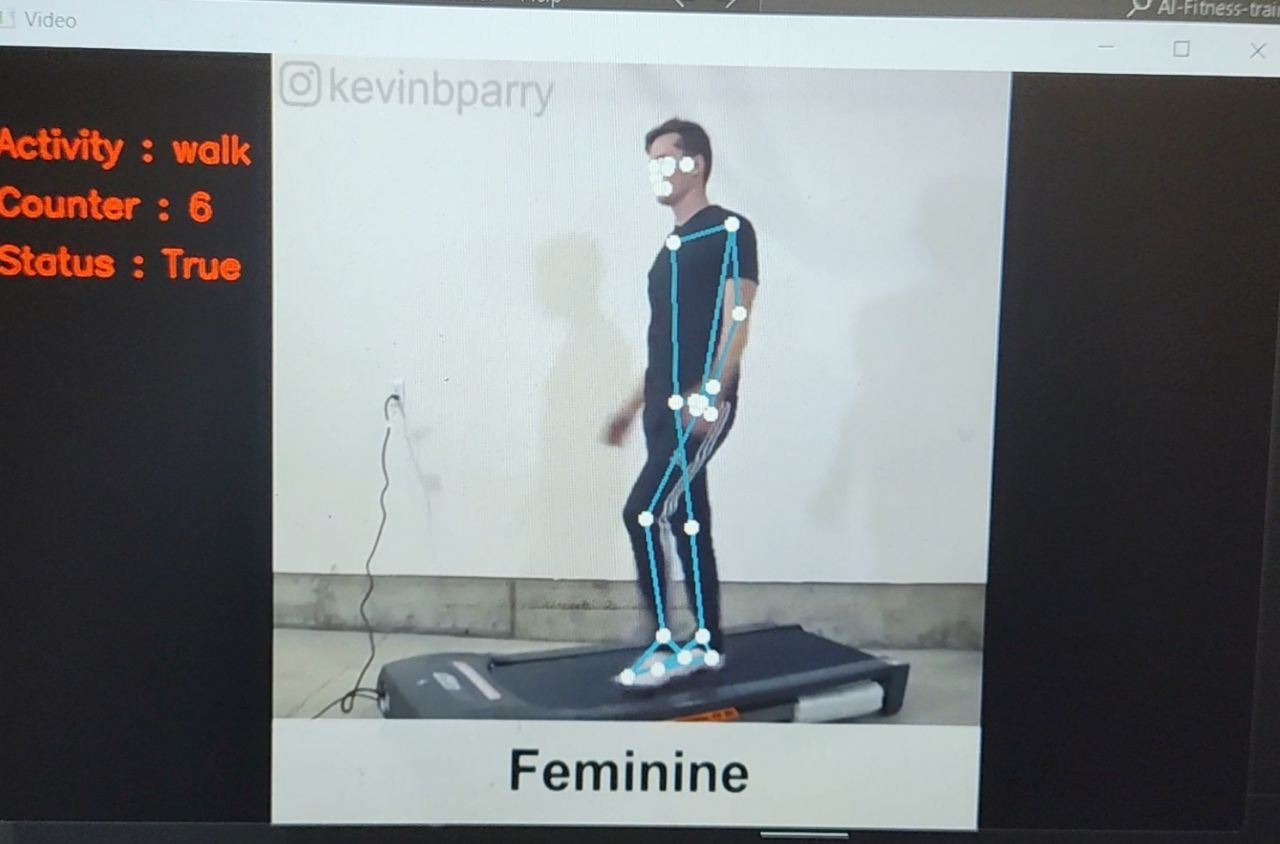 Video
AI-Fitness-trai
kevinbparry
Activity : walk
Counter : 6
Status : True
Feminine